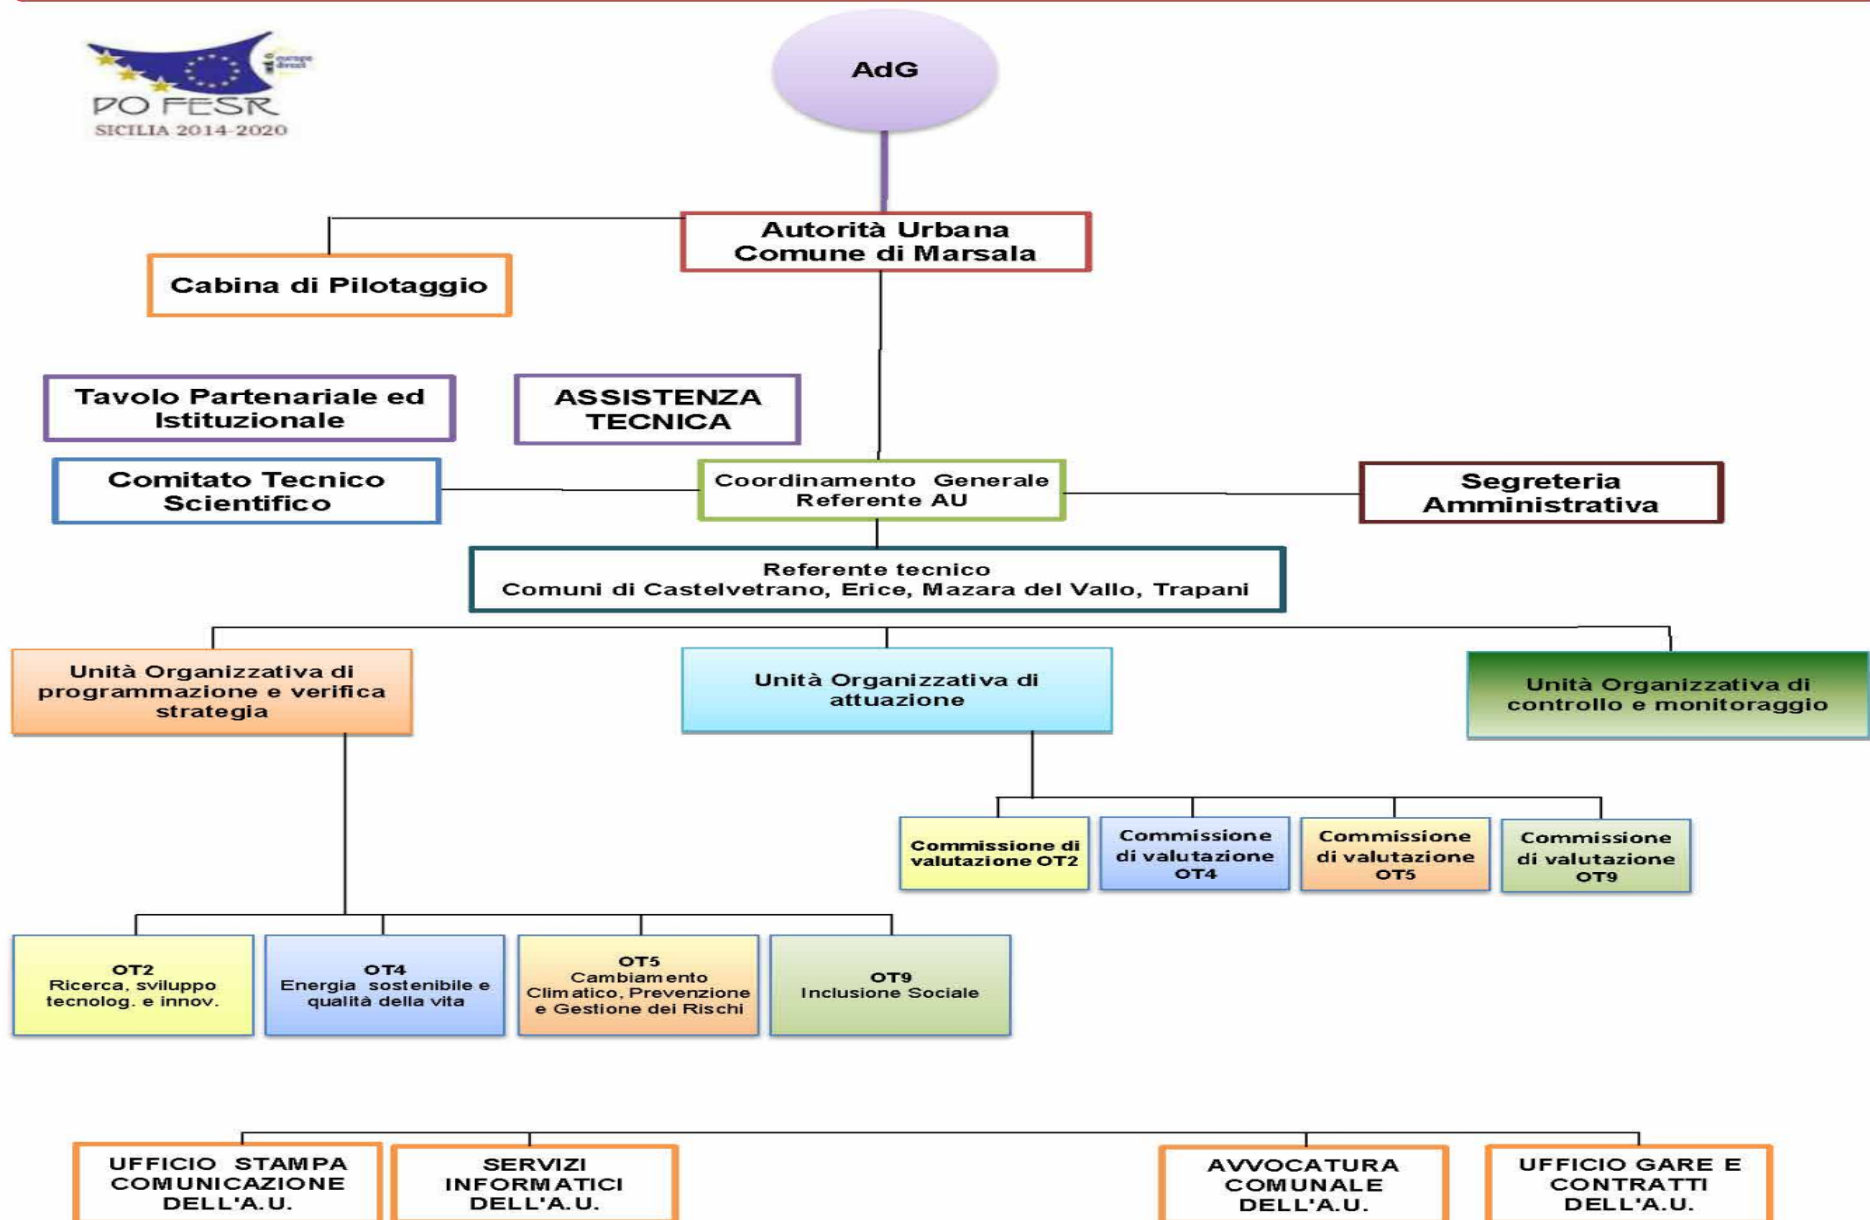 europe
direct
PO FESR
SICILIA 2014-2020
AdG
Autorità Urbana
Comune di Marsala
Cabina di Pilotaggio
Tavolo Partenariale ed
Istituzionale
ASSISTENZA
TECNICA
Comitato Tecnico
Scientifico
Coordinamento Generale
Referente AU
Segreteria
Amministrativa
Referente tecnico
Comuni di Castelvetrano, Erice, Mazara del Vallo, Trapani
Unità Organizzativa di
programmazione e verifica
strategia
Unità Organizzativa di
attuazione
Unità Organizzativa di
controllo e monitoraggio
Commissione di
valutazione OT2
Commissione
di valutazione
OT4
Commissione
di valutazione
OT5
Commissione
di valutazione
OT9
OT2
Ricerca, sviluppo
tecnolog. e innov.
OT4
Energia sostenibile e
qualità della vita
OT5
Cambiamento
Climatico, Prevenzione
e Gestione dei Rischi
OT9
Inclusione Sociale
UFFICIO STAMPA
COMUNICAZIONE
DELL'A.U.
SERVIZI
INFORMATICI
DELL'A.U.
AVVOCATURA
COMUNALE
DELL'A.U.
UFFICIO GARE E
CONTRATTI
DELL'A.U.